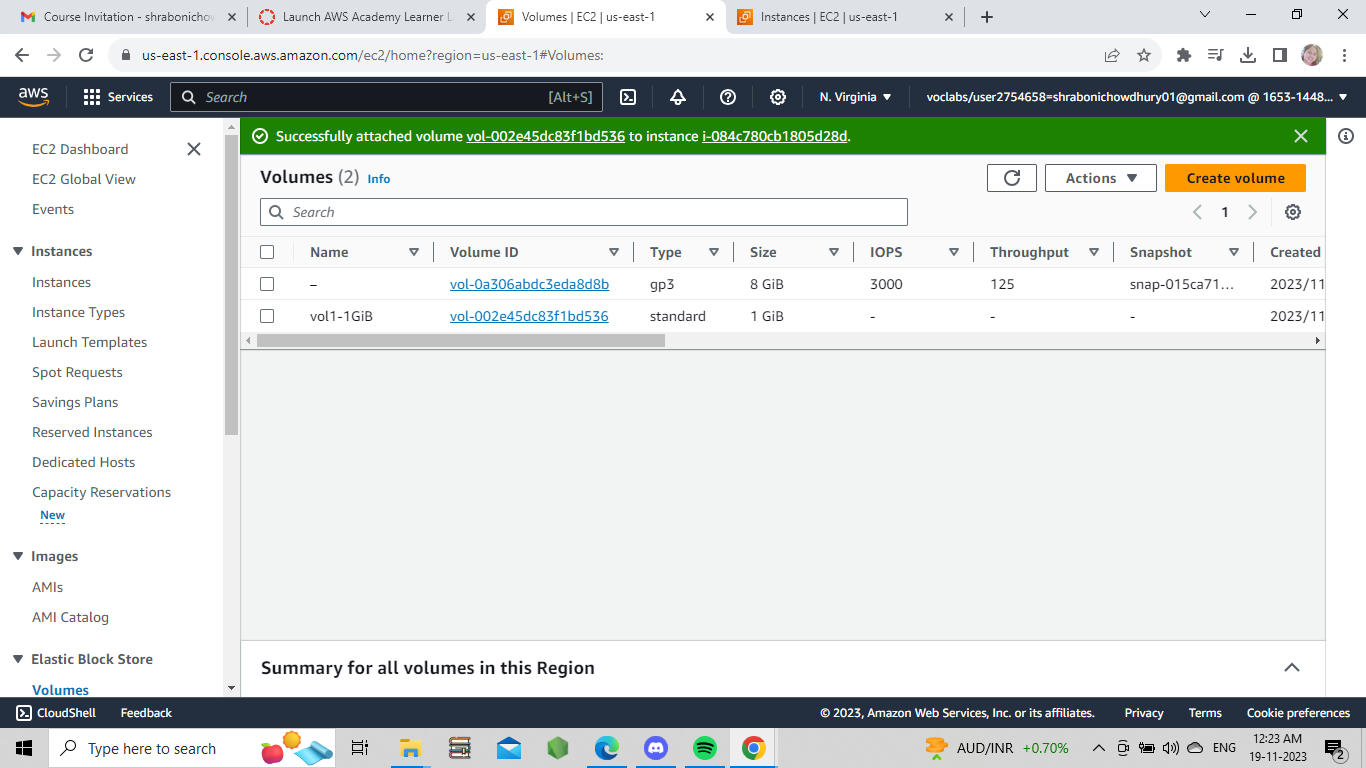 Course Invitation - shrabonichow
Launch AWS Academy Learner L
Volumes | EC2 | us-east-1
Instances | EC2 | us-east-1
us-east-1.console.aws.amazon.com/ec2/home?region=us-east-1#Volumes:
aws
Services
Search
[Alt+S]
N. Virginia
voclabs/user2754658=shrabonichowdhury01@gmail.com @ 1653-1448...
EC2 Dashboard
EC2 Global View
Events
Instances
Instances
Instance Types
Launch Templates
Spot Requests
Savings Plans
Reserved Instances
Dedicated Hosts
Capacity Reservations
New
Images
AMIs
AMI Catalog
Elastic Block Store
Volumes
Successfully attached volume vol-002e45dc83f1bd536 to instance i-084c780cb1805d28d.
Volumes (2) Info
Actions
Create volume
Search
1
Name Volume ID Type Size IOPS Throughput Snapshot Created
– vol-0a306abdc3eda8d8b gp3 8 GiB 3000 125 snap-015ca71... 2023/11
vol1-1GiB vol-002e45dc83f1bd536 standard 1 GiB - - - 2023/11
Summary for all volumes in this Region
CloudShell Feedback
© 2023, Amazon Web Services, Inc. or its affiliates. Privacy Terms Cookie preferences
Type here to search
AUD/INR +0.70%
ENG
12:23 AM
19-11-2023
2